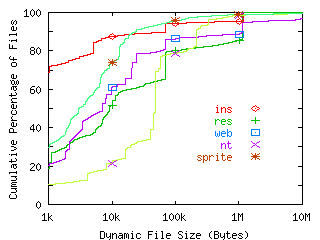 Cumulative Percentage of Files
100
80
60
40
20
0
ins
res
web
nt
sprite
1k 10k 100k 1M 10M
Dynamic File Size (Bytes)